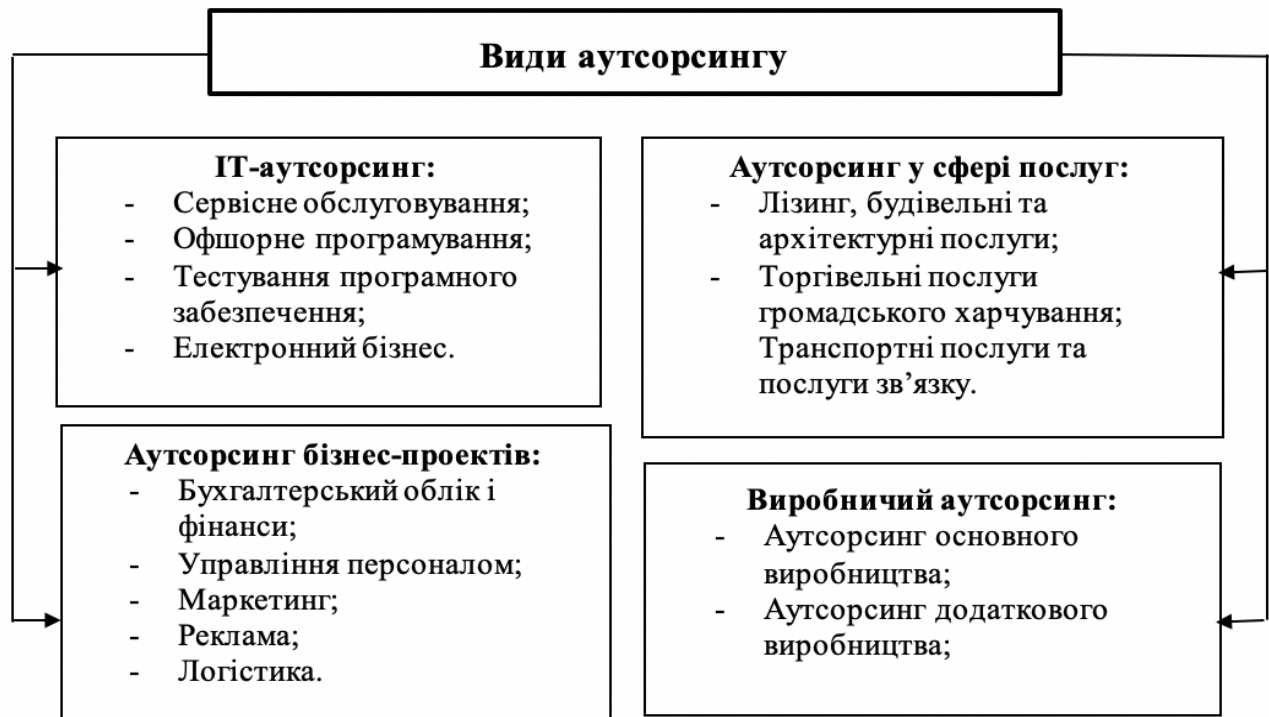 Види аутсорсингу
ІТ-аутсорсинг:
- Сервісне обслуговування;
- Офшорне програмування;
- Тестування програмного
забезпечення;
- Електронний бізнес.
Аутсорсинг у сфері послуг:
- Лізинг, будівельні та
архітектурні послуги;
- Торгівельні послуги
громадського харчування;
Транспортні послуги та
послуги зв’язку.
Аутсорсинг бізнес-проектів:
- Бухгалтерський облік і
фінанси;
- Управління персоналом;
- Маркетинг;
- Реклама;
- Логістика.
Виробничий аутсорсинг:
- Аутсорсинг основного
виробництва;
- Аутсорсинг додаткового
виробництва;